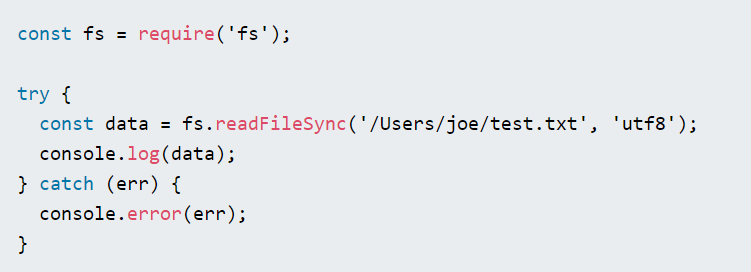 const fs = require('fs');
try {
const data = fs.readFileSync('/Users/joe/test.txt', 'utf8');
console.log(data);
} catch (err) {
console.error(err);
}